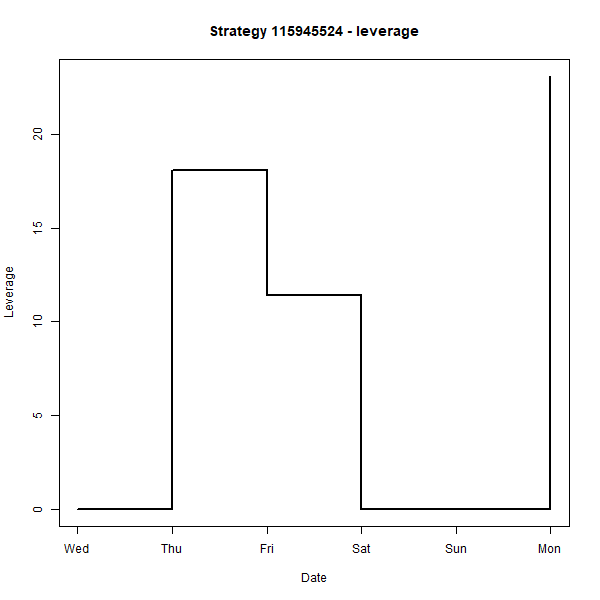 Strategy 115945524 - leverage
Leverage
20
15
10
5
0
Wed Thu Fri Sat Sun Mon
Date